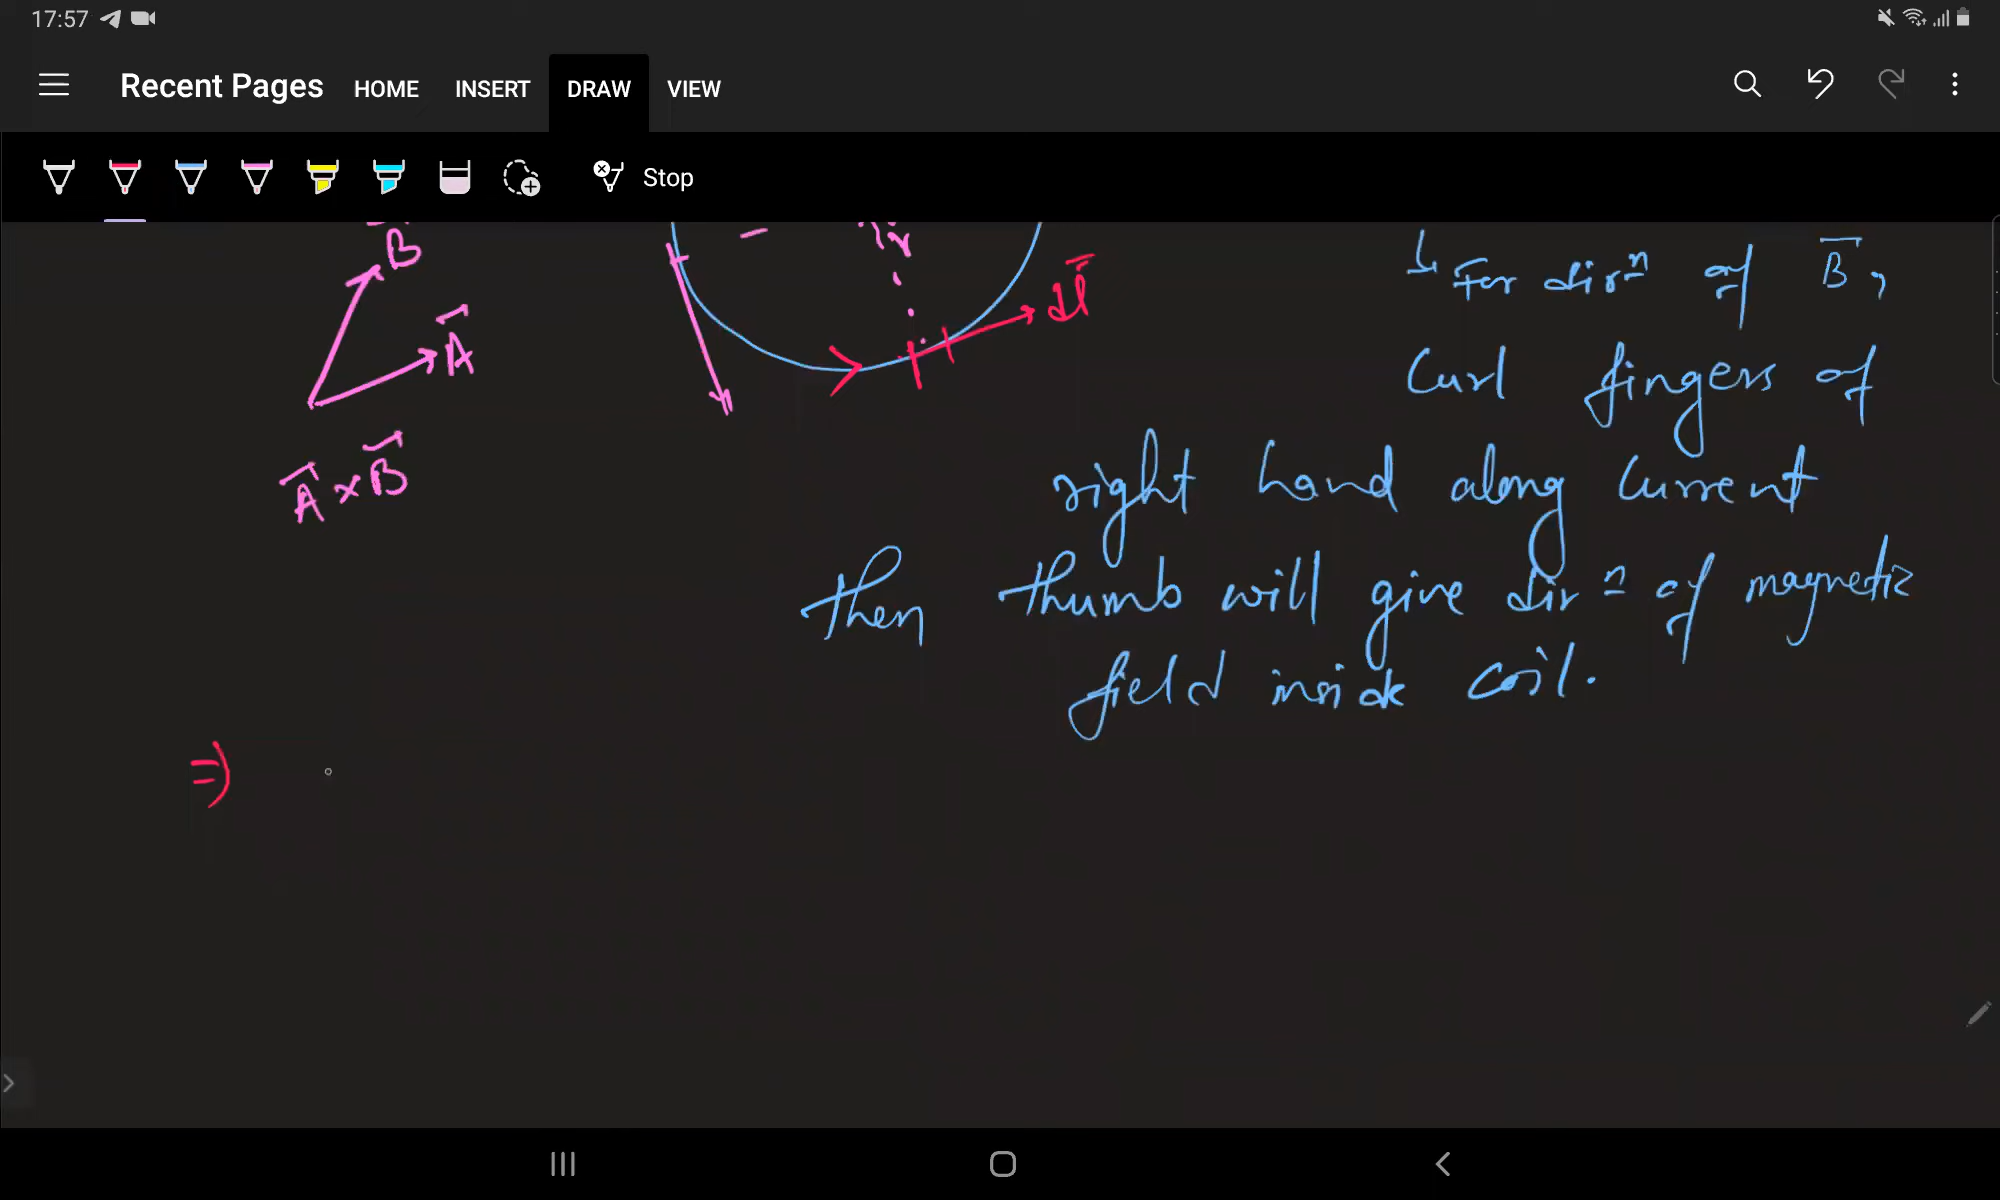 17:57
Recent Pages HOME INSERT DRAW VIEW
Stop
B
A
A × B
r
dl
↳ For dirⁿ of B,
Curl fingers of
right hand along current
then thumb will give dirⁿ of magnetic
field inside coil.
⇒